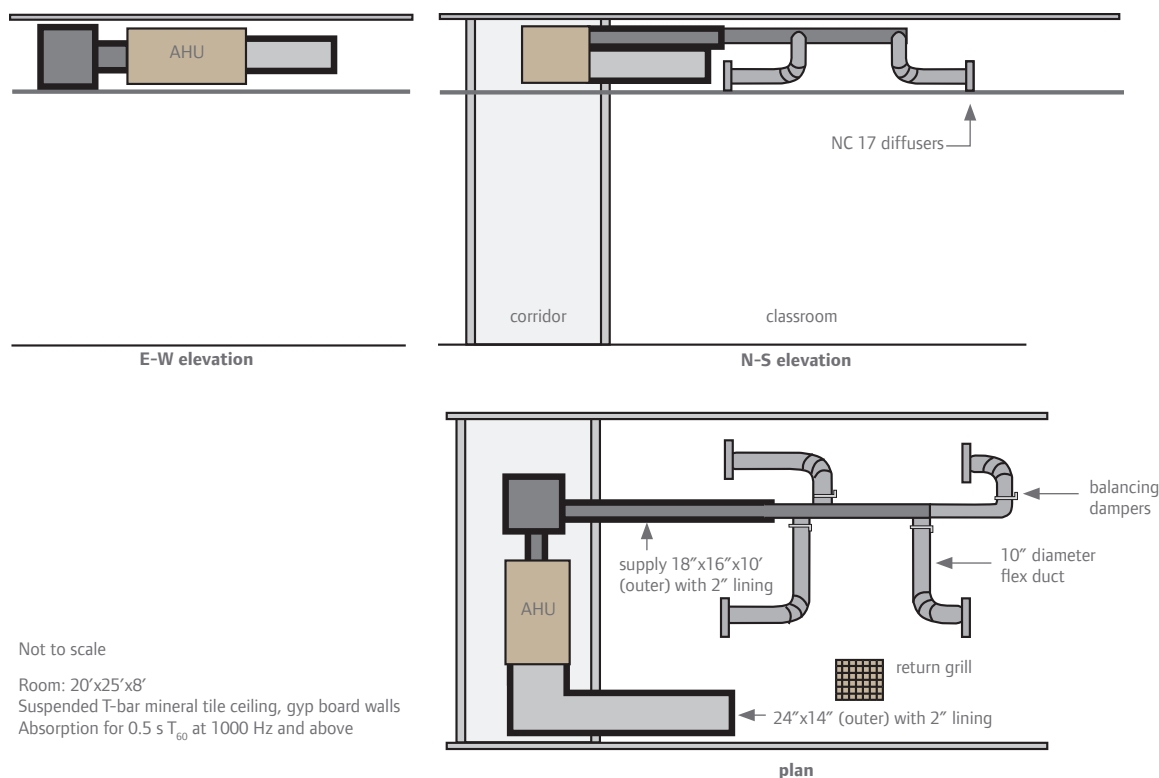 AHU
E-W elevation
NC 17 diffusers
corridor
classroom
N-S elevation
balancing
dampers
supply 18″x16″x10′
(outer) with 2″ lining
10″ diameter
flex duct
AHU
return grill
24″x14″ (outer) with 2″ lining
plan
Not to scale
Room: 20′x25′x8′
Suspended T-bar mineral tile ceiling, gyp board walls
Absorption for 0.5 s T₆₀ at 1000 Hz and above